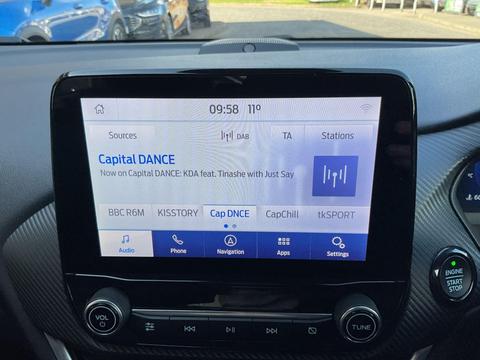 09:58 11°
Sources DAB TA Stations
Capital DANCE
Now on Capital DANCE: KDA feat. Tinashe with Just Say
BBC R6M KISSTORY Cap DNCE CapChill tkSPORT
Audio Phone Navigation Apps Settings
ENGINE
START
STOP
VOL
TUNE